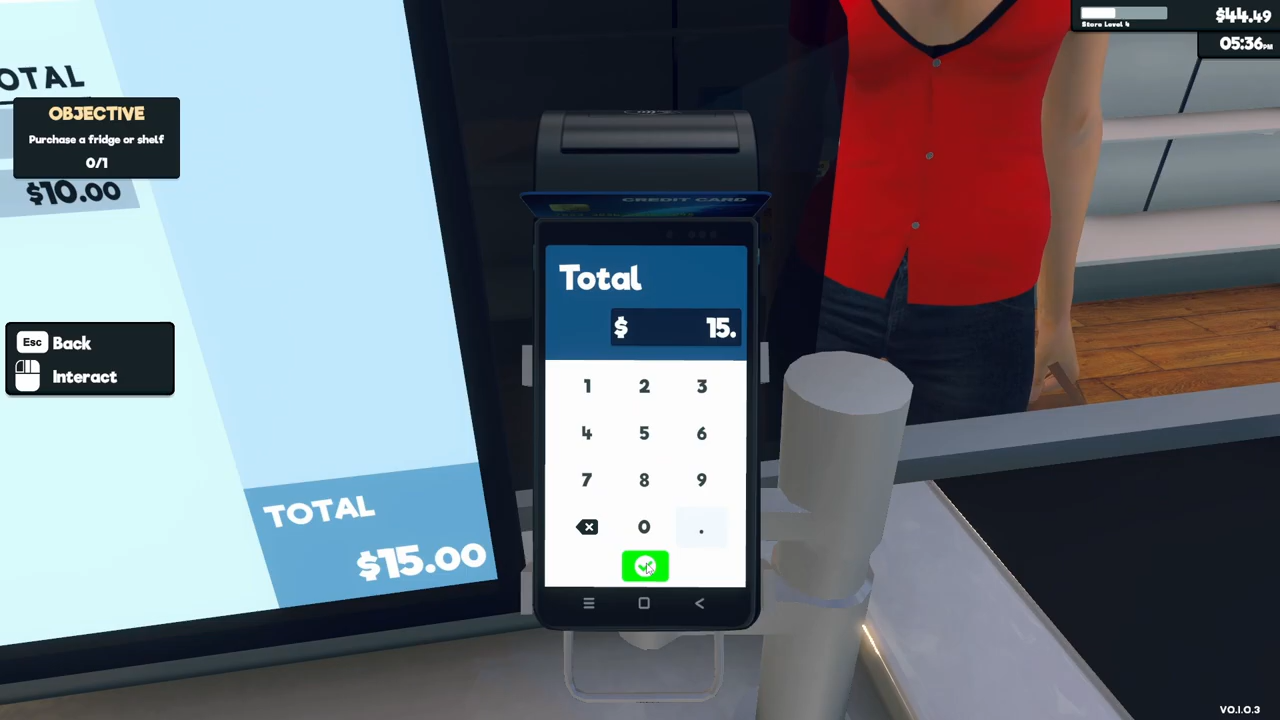 OTAL
OBJECTIVE
Purchase a fridge or shelf
0/1
$10.00
Esc Back
Interact
TOTAL
$15.00
CREDIT CARD
Total
$ 15.
1 2 3
4 5 6
7 8 9
0 .
$44.49
Store Level 4
05:36PM
V0.1.0.3